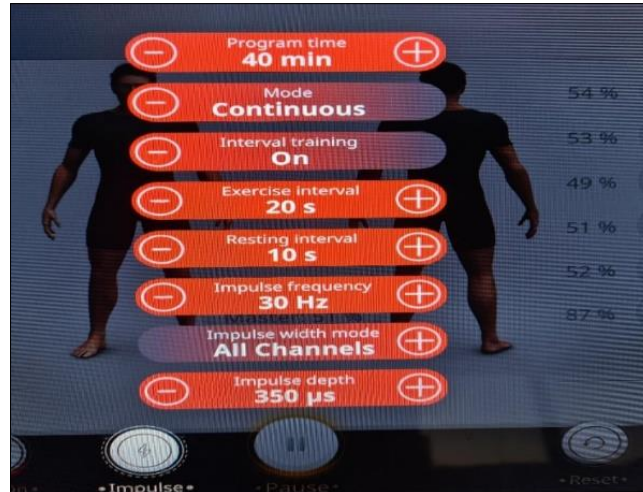 Program time
40 min
Mode
Continuous
54 %
Interval training
On
53 %
Exercise interval
20 s
49 %
Resting interval
10 s
51 %
Impulse frequency
30 Hz
52 %
87 %
Impulse width mode
All Channels
Impulse depth
350 µs
•Impulse•
•Pause•
•Reset•